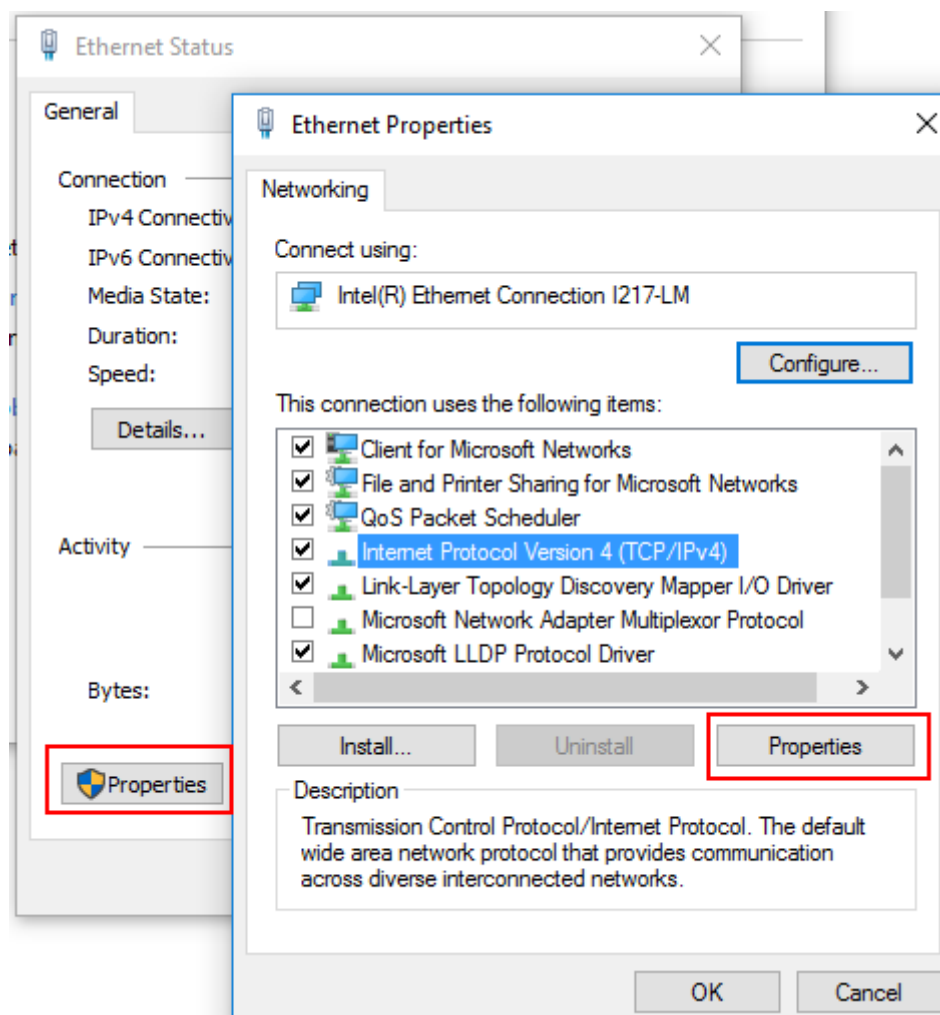 Ethernet Status
General
Connection
IPv4 Connectiv
IPv6 Connectiv
Media State:
Duration:
Speed:
Details...
Activity
Bytes:
Properties
Ethernet Properties
Networking
Connect using:
Intel(R) Ethernet Connection I217-LM
Configure...
This connection uses the following items:
Client for Microsoft Networks
File and Printer Sharing for Microsoft Networks
QoS Packet Scheduler
Internet Protocol Version 4 (TCP/IPv4)
Link-Layer Topology Discovery Mapper I/O Driver
Microsoft Network Adapter Multiplexor Protocol
Microsoft LLDP Protocol Driver
Install...
Uninstall
Properties
Description
Transmission Control Protocol/Internet Protocol. The default
wide area network protocol that provides communication
across diverse interconnected networks.
OK
Cancel